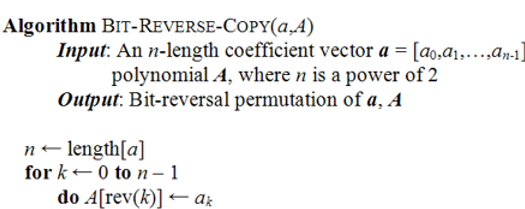 Algorithm BIT-REVERSE-COPY(a,A)
Input: An n-length coefficient vector a = [a₀,a₁,…,aₙ₋₁]
polynomial A, where n is a power of 2
Output: Bit-reversal permutation of a, A
n ← length[a]
for k ← 0 to n – 1
do A[rev(k)] ← aₖ